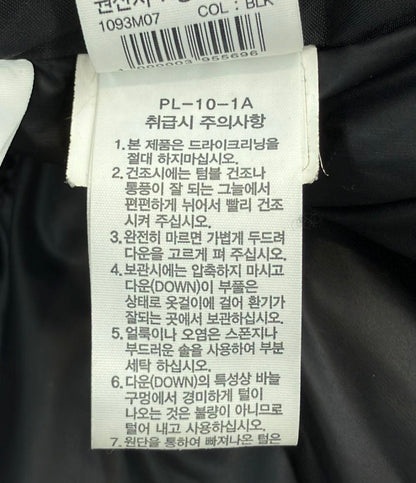 원산지
1093M07 COL : BLK
1 000003 955696
PL-10-1A
취급시 주의사항
1.본 제품은 드라이크리닝을
절대 하지마십시오.
2.건조시에는 텀블 건조나
통풍이 잘 되는 그늘에서
편편하게 뉘어서 빨리 건조
시켜 주십시오.
3.완전히 마르면 가볍게 두드려
다운을 고르게 펴 주십시오.
4.보관시에는 압축하지 마시고
다운(DOWN)이 부풀은
상태로 옷걸이에 걸어 환기가
잘되는 곳에서 보관하십시오.
5.얼룩이나 오염은 스폰지나
부드러운 솔을 사용하여 부분
세탁 하십시오.
6.다운(DOWN)의 특성상 바늘
구멍에서 경미하게 털이
나오는 것은 불량이 아니므로
털어 내고 사용하십시오.
7.원단을 통하여 빠져나온 털은